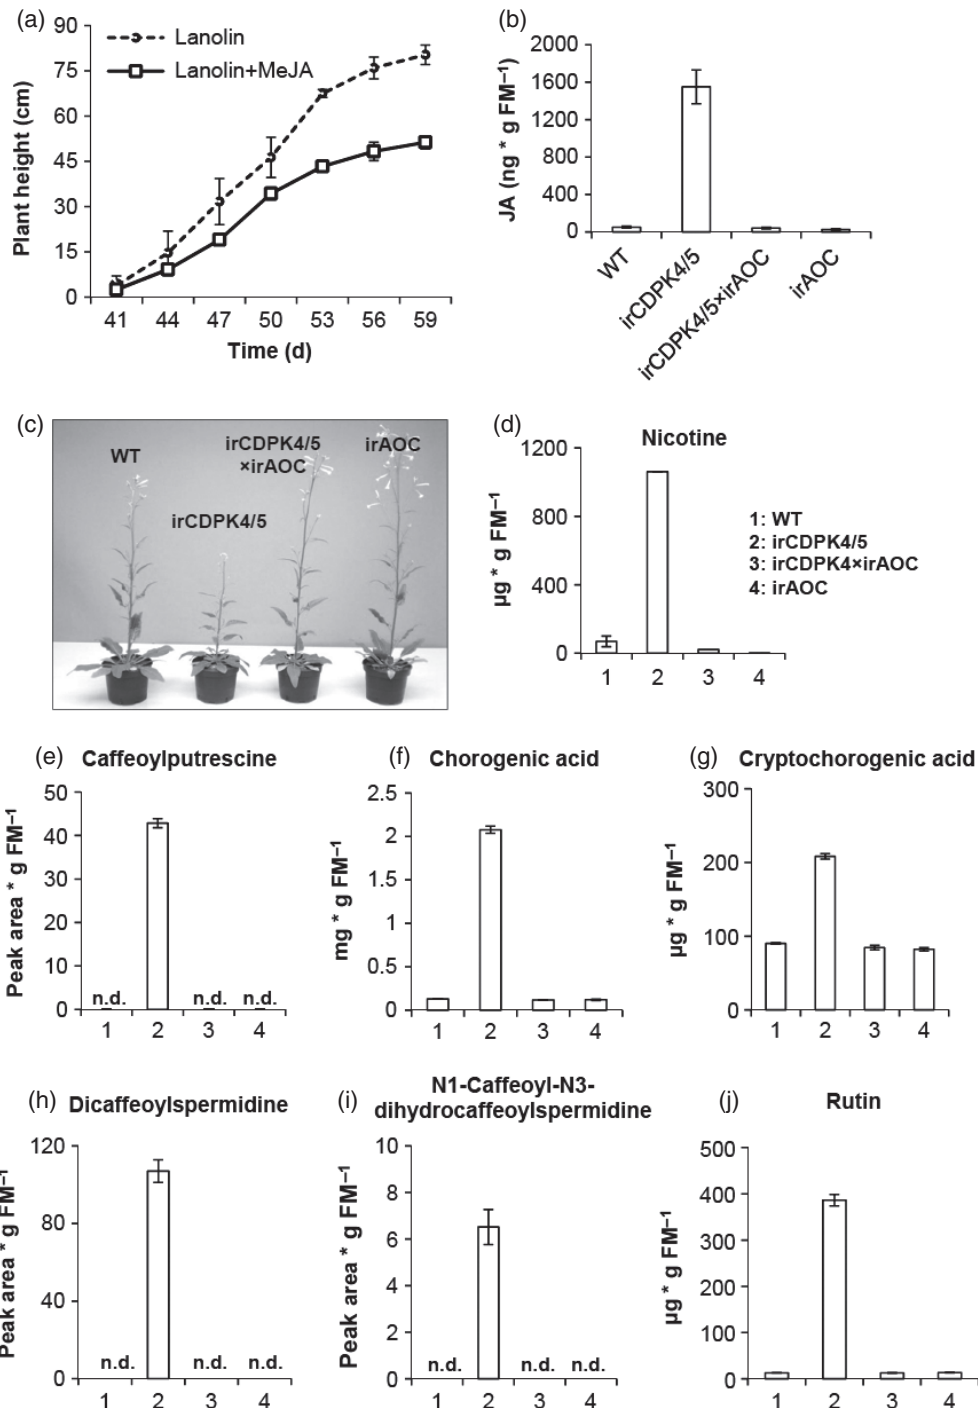 (a)
90
75
60
45
30
15
0
Plant height (cm)
Lanolin
Lanolin+MeJA
41 44 47 50 53 56 59
Time (d)
(b)
2000
1600
1200
800
400
0
JA (ng * g FM⁻¹)
WT
irCDPK4/5
irCDPK4/5×irAOC
irAOC
(c)
WT
irCDPK4/5
irCDPK4/5
×irAOC
irAOC
(d)
Nicotine
1200
800
400
0
µg * g FM⁻¹
1 2 3 4
1: WT
2: irCDPK4/5
3: irCDPK4×irAOC
4: irAOC
(e) Caffeoylputrescine
50
40
30
20
10
0
Peak area * g FM⁻¹
n.d. n.d. n.d.
1 2 3 4
(f) Chorogenic acid
2.5
2
1.5
1
0.5
0
mg * g FM⁻¹
1 2 3 4
(g) Cryptochorogenic acid
300
200
100
0
µg * g FM⁻¹
1 2 3 4
(h) Dicaffeoylspermidine
120
80
40
0
Peak area * g FM⁻¹
n.d. n.d. n.d.
1 2 3 4
(i) N1-Caffeoyl-N3-
dihydrocaffeoylspermidine
10
8
6
4
2
0
Peak area * g FM⁻¹
n.d. n.d. n.d.
1 2 3 4
(j) Rutin
500
400
300
200
100
0
µg * g FM⁻¹
1 2 3 4